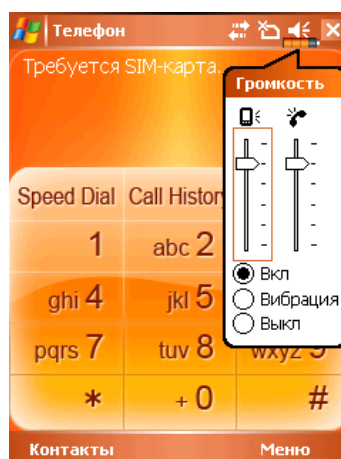 Телефон
Требуется SIM-карта.
Громкость
Speed Dial Call History
1 abc 2
ghi 4 jkl 5
pqrs 7 tuv 8 wxyz 9
* + 0 #
Вкл
Вибрация
Выкл
Контакты Меню